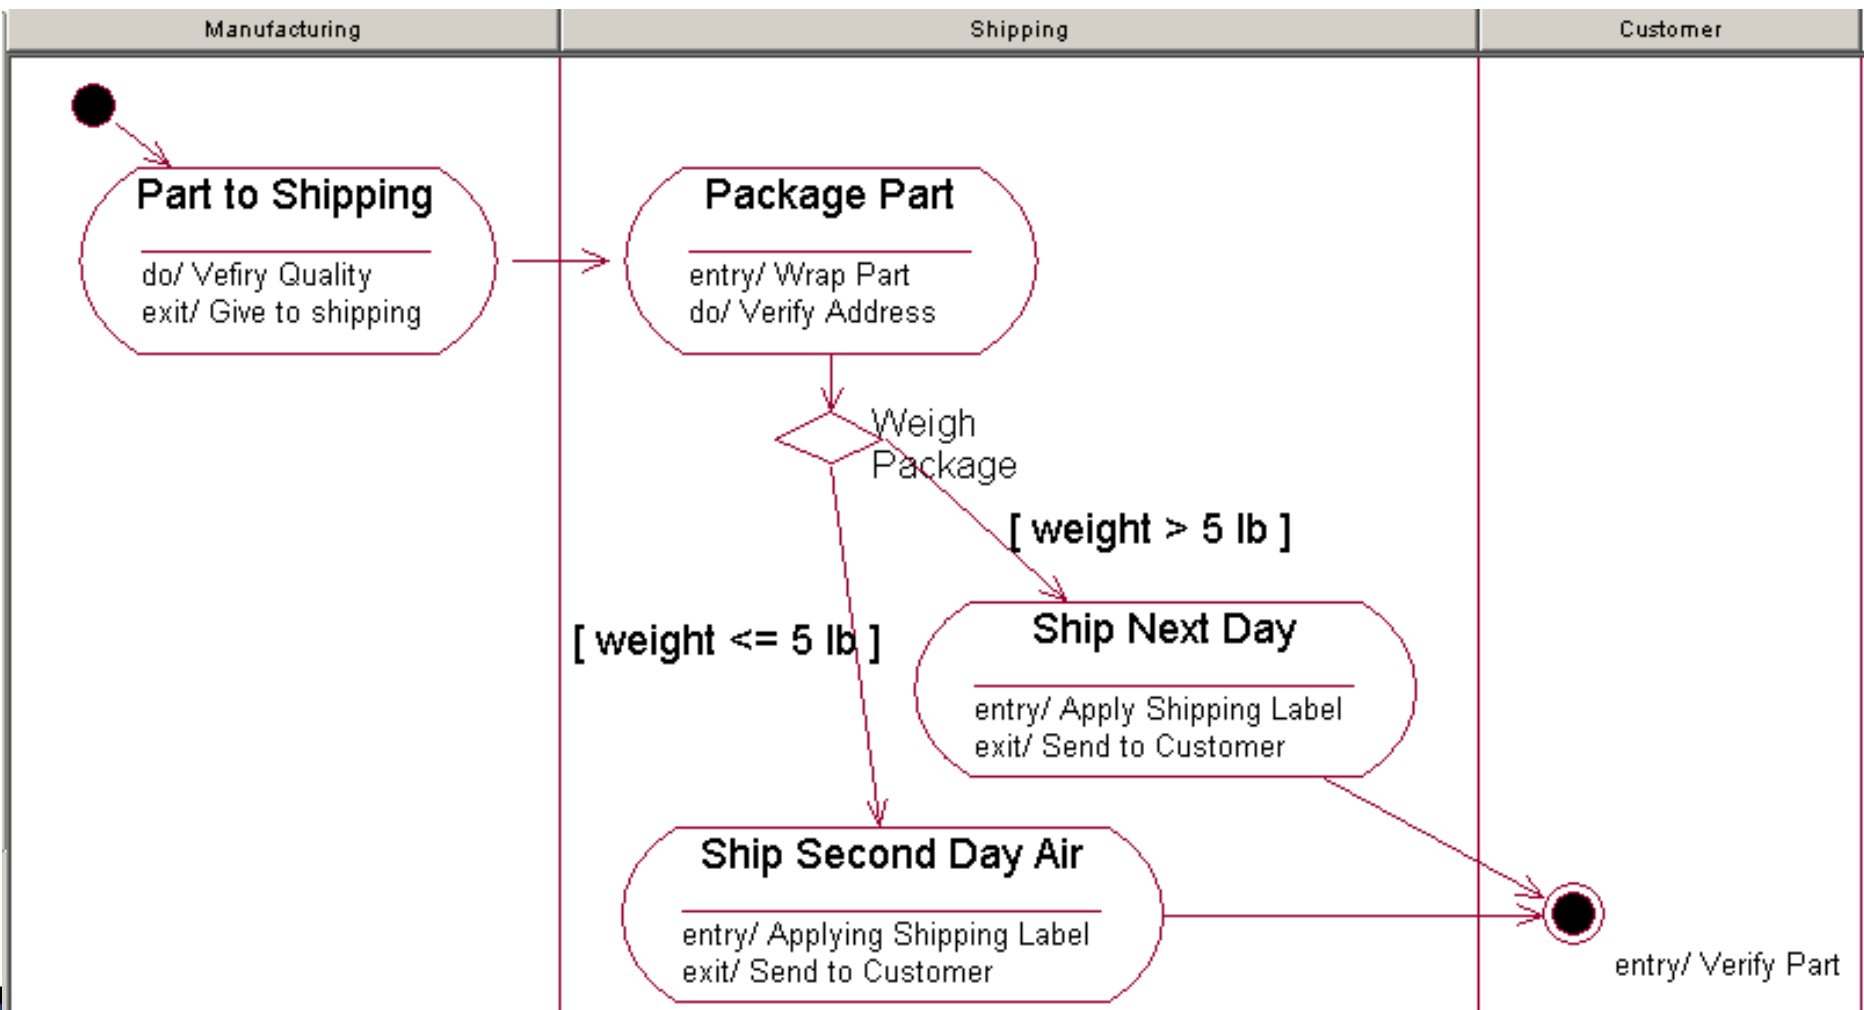 Manufacturing
Shipping
Customer
Part to Shipping
do/ Vefiry Quality
exit/ Give to shipping
Package Part
entry/ Wrap Part
do/ Verify Address
Weigh
Package
[ weight > 5 lb ]
[ weight <= 5 lb ]
Ship Next Day
entry/ Apply Shipping Label
exit/ Send to Customer
Ship Second Day Air
entry/ Applying Shipping Label
exit/ Send to Customer
entry/ Verify Part